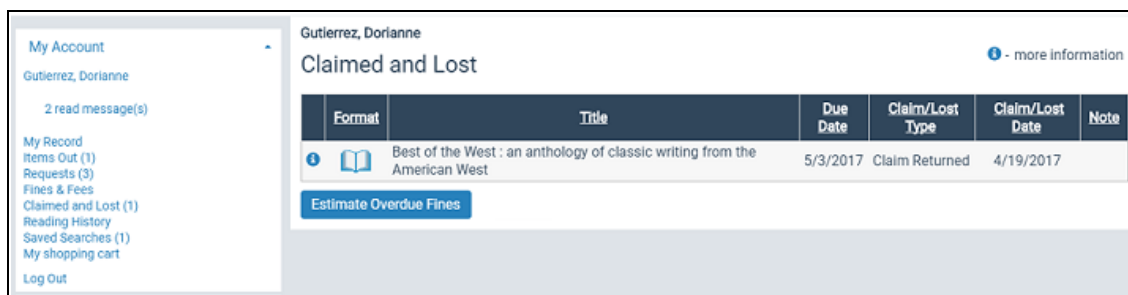 My Account
Gutierrez, Dorianne
2 read message(s)
My Record
Items Out (1)
Requests (3)
Fines & Fees
Claimed and Lost (1)
Reading History
Saved Searches (1)
My shopping cart
Log Out
Gutierrez, Dorianne
Claimed and Lost
- more information
Format Title Due Date Claim/Lost Type Claim/Lost Date Note
Best of the West : an anthology of classic writing from the
American West
5/3/2017 Claim Returned 4/19/2017
Estimate Overdue Fines